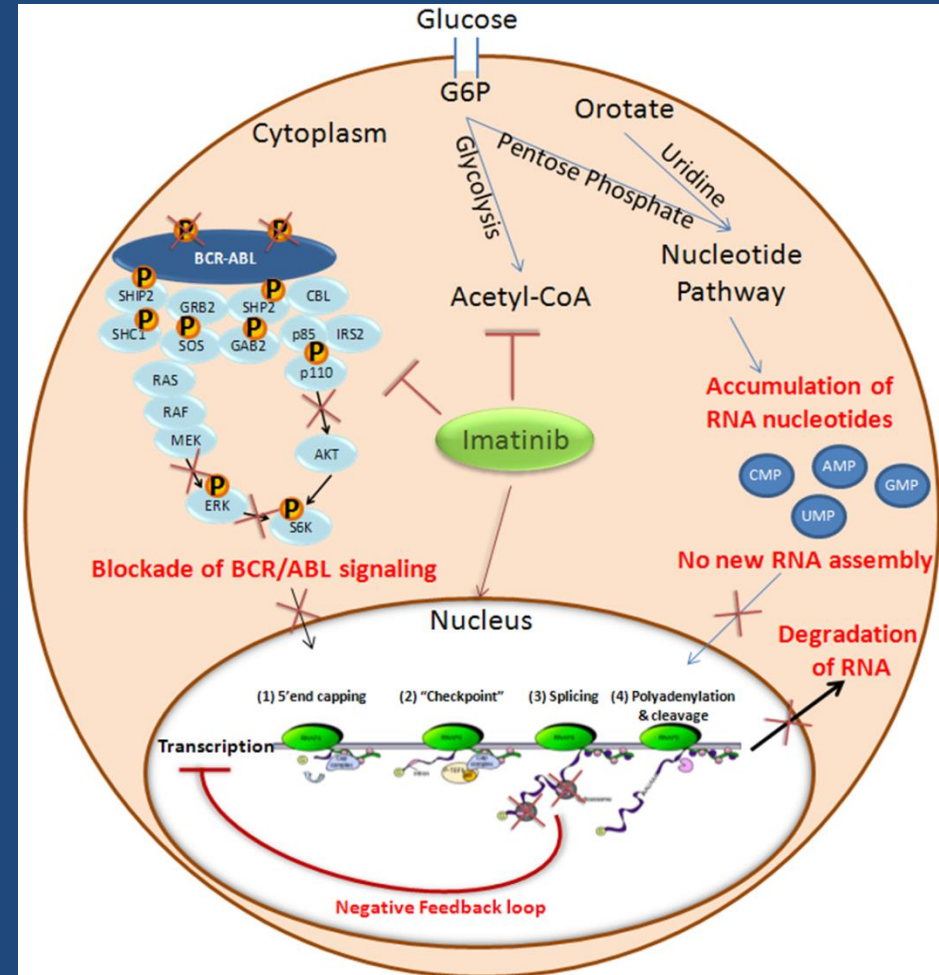 Glucose
G6P
Orotate
Cytoplasm
Glycolysis
Pentose Phosphate
Uridine
Nucleotide
Pathway
Acetyl-CoA
P
P
BCR-ABL
P
SHIP2
GRB2
P
SHP2
CBL
P
SHC1
P
SOS
P
GAB2
p85
IRS2
P
p110
RAS
RAF
MEK
AKT
P
ERK
P
S6K
Imatinib
Accumulation of
RNA nucleotides
CMP
AMP
GMP
UMP
Blockade of BCR/ABL signaling
No new RNA assembly
Nucleus
Degradation
of RNA
(1) 5'end capping
(2) "Checkpoint"
(3) Splicing
(4) Polyadenylation
& cleavage
Transcription
Negative Feedback loop